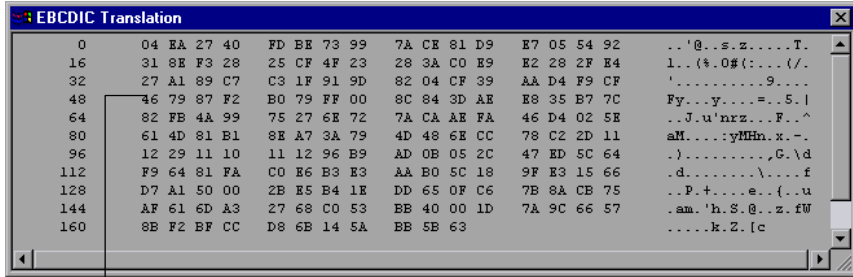 EBCDIC Translation
0 04 EA 27 40 FD BE 73 99 7A CE 81 D9 E7 05 54 92 ..'@..s.z.....T.
16 31 8E F3 28 25 CF 4F 23 28 3A C0 E9 E2 28 2F E4 1..(%.O#(:...(/.
32 27 A1 89 C7 C3 1F 91 9D 82 04 CF 39 AA D4 F9 CF '..........9....
48 46 79 87 F2 B0 79 FF 00 8C 84 3D AE E8 35 B7 7C Fy...y....=..5.|
64 82 FB 4A 99 75 27 6E 72 7A CA AE FA 46 D4 02 5E ..J.u'nrz...F..^
80 61 4D 81 B1 8E A7 3A 79 4D 48 6E CC 78 C2 2D 11 aM....:yMHn.x.-.
96 12 29 11 10 11 12 96 B9 AD 0B 05 2C 47 ED 5C 64 .).........,G.\d
112 F9 64 81 FA C0 E6 B3 E3 AA B0 5C 18 9F E3 15 66 .d........\....f
128 D7 A1 50 00 2B E5 B4 1E DD 65 0F C6 7B 8A CB 75 ..P.+....e..{..u
144 AF 61 6D A3 27 68 C0 53 BB 40 00 1D 7A 9C 66 57 .am.'h.S.@..z.fW
160 8B F2 BF CC D8 6B 14 5A BB 5B 63 .....k.Z.[c